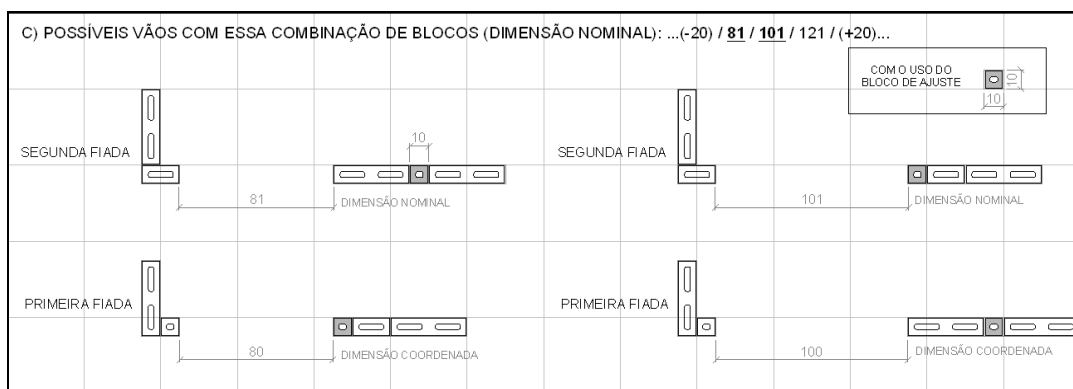 C) POSSÍVEIS VÃOS COM ESSA COMBINAÇÃO DE BLOCOS (DIMENSÃO NOMINAL): ...(-20) / 81 / 101 / 121 / (+20)...
COM O USO DO
BLOCO DE AJUSTE
10
10
SEGUNDA FIADA
10
81
DIMENSÃO NOMINAL
SEGUNDA FIADA
101
DIMENSÃO NOMINAL
PRIMEIRA FIADA
80
DIMENSÃO COORDENADA
PRIMEIRA FIADA
100
DIMENSÃO COORDENADA